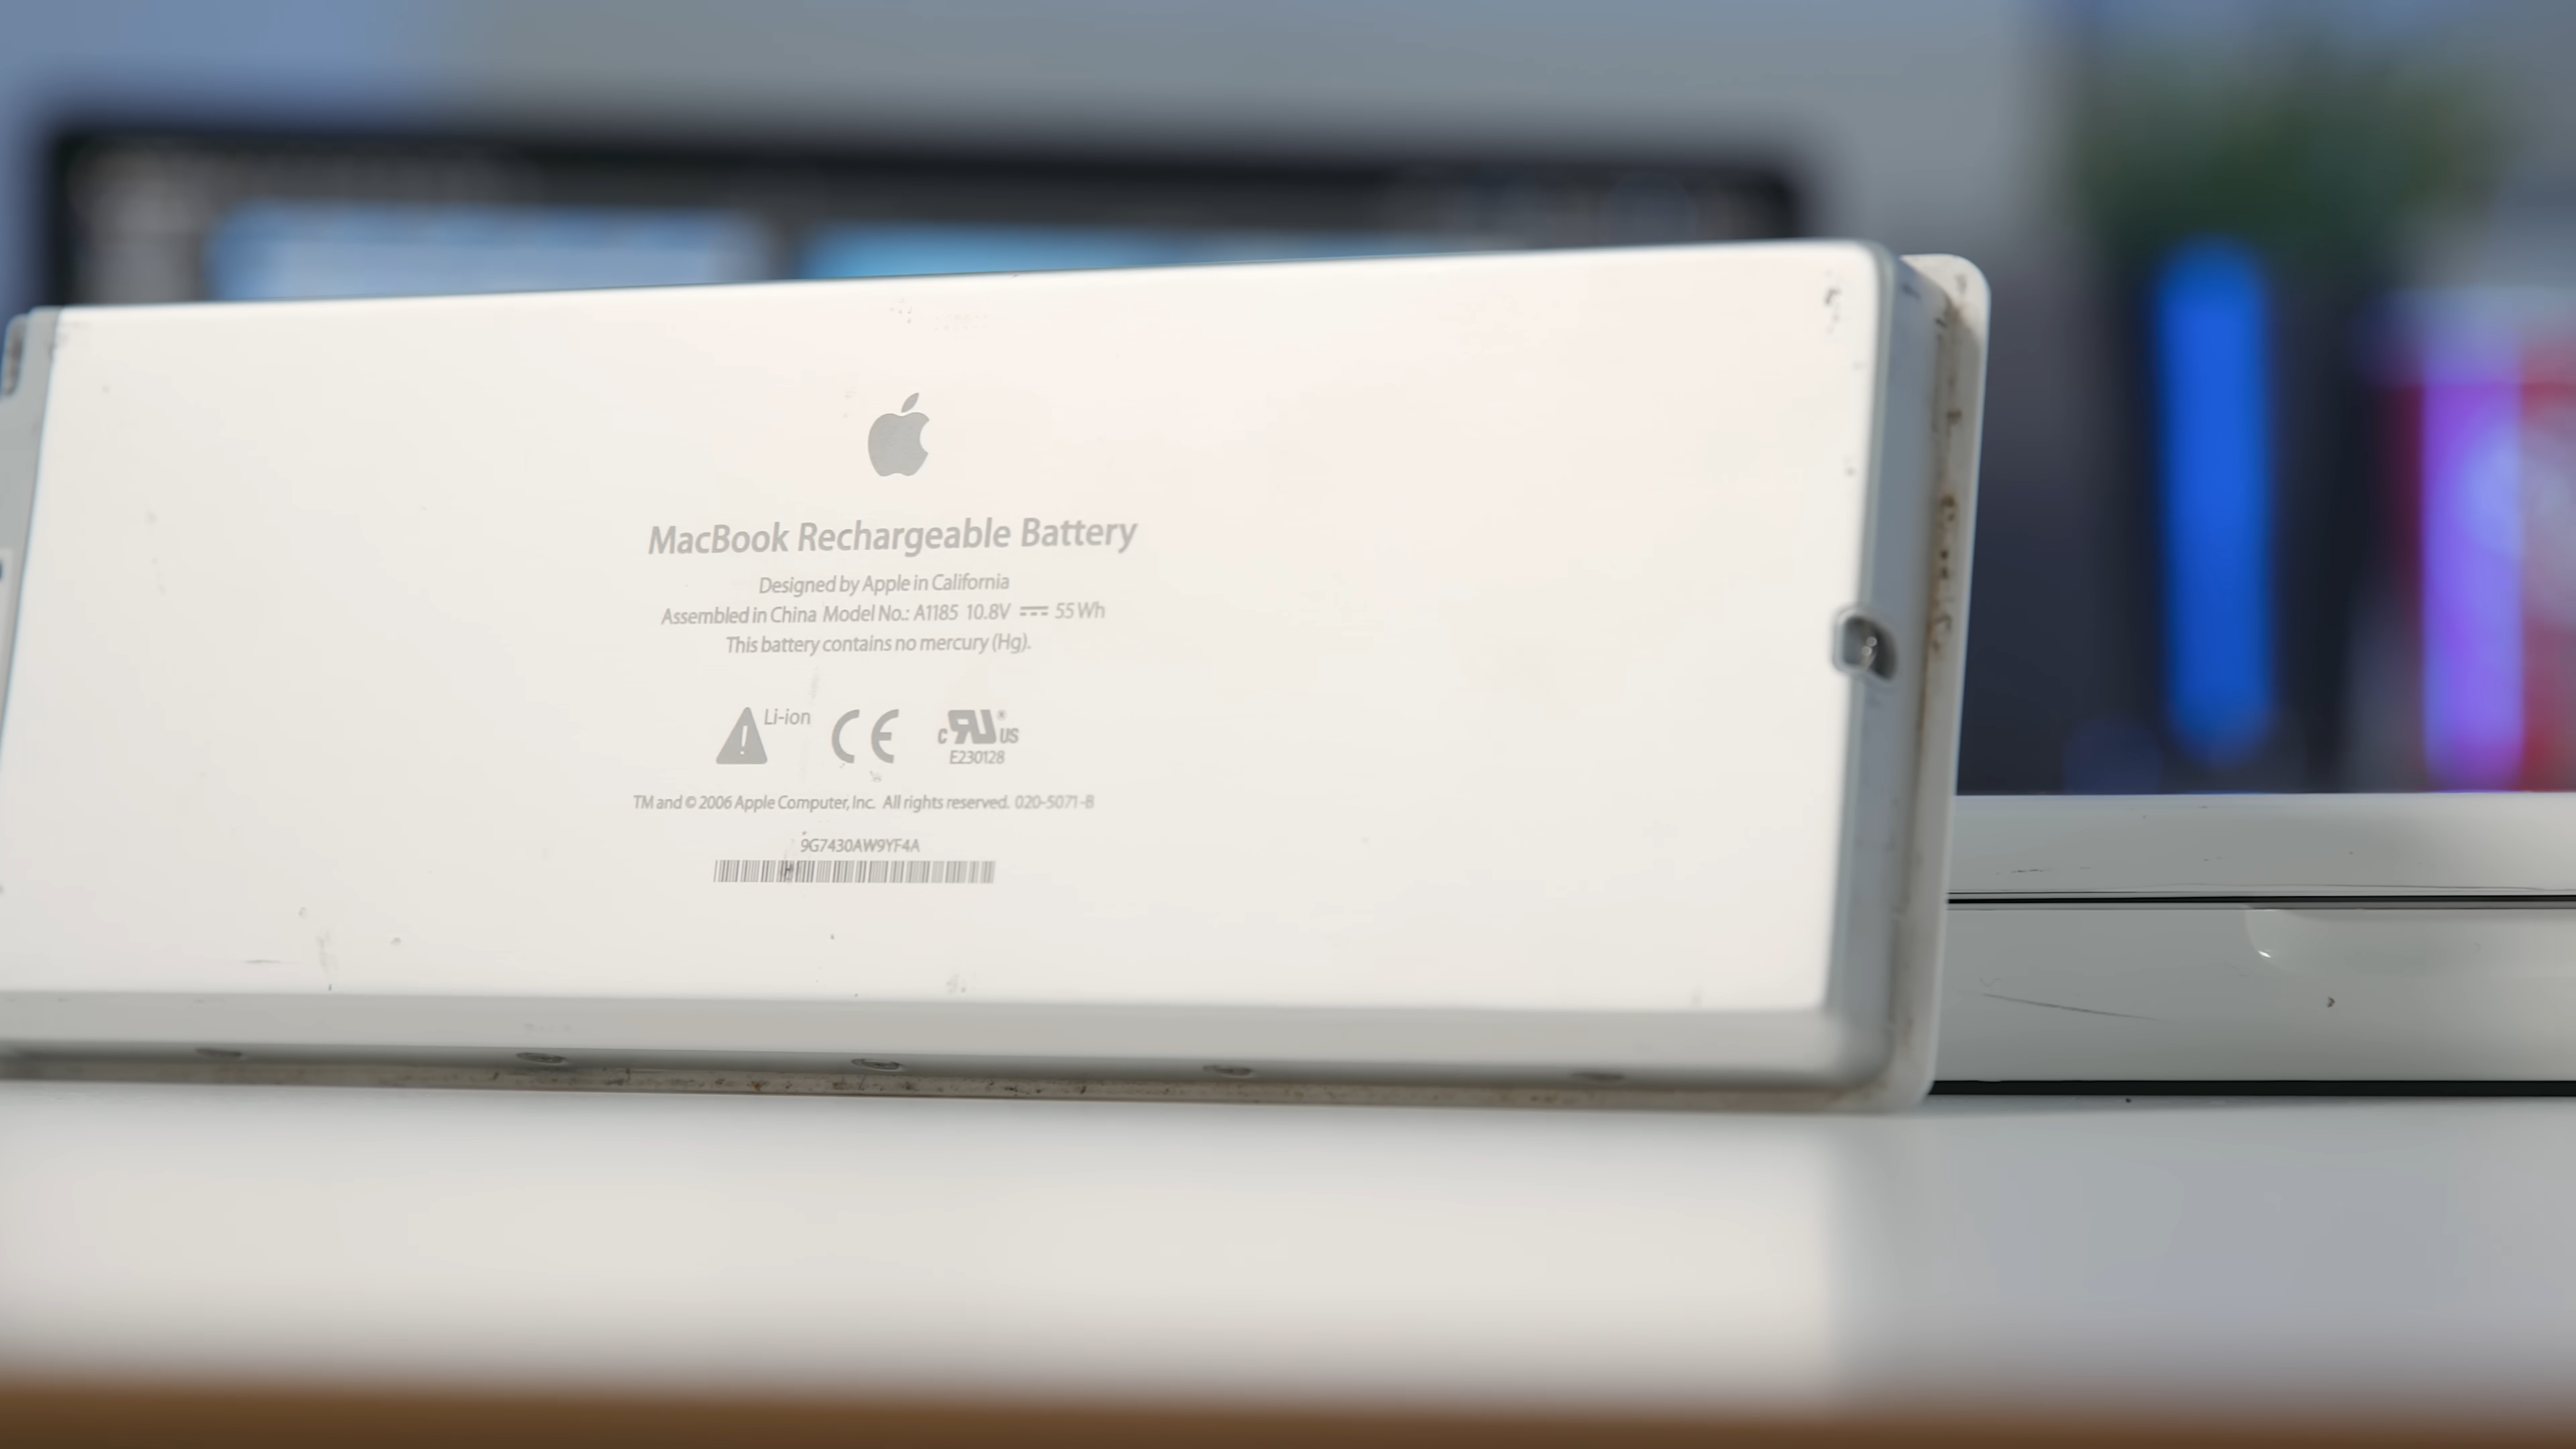 MacBook Rechargeable Battery
Designed by Apple in California
Assembled in China Model No.: A1185 10.8V ⎓ 55 Wh
This battery contains no mercury (Hg).
Li-ion
CE
c RU® US
E230128
TM and © 2006 Apple Computer, Inc. All rights reserved. 020-5071-B
9G7430AW9YF4A